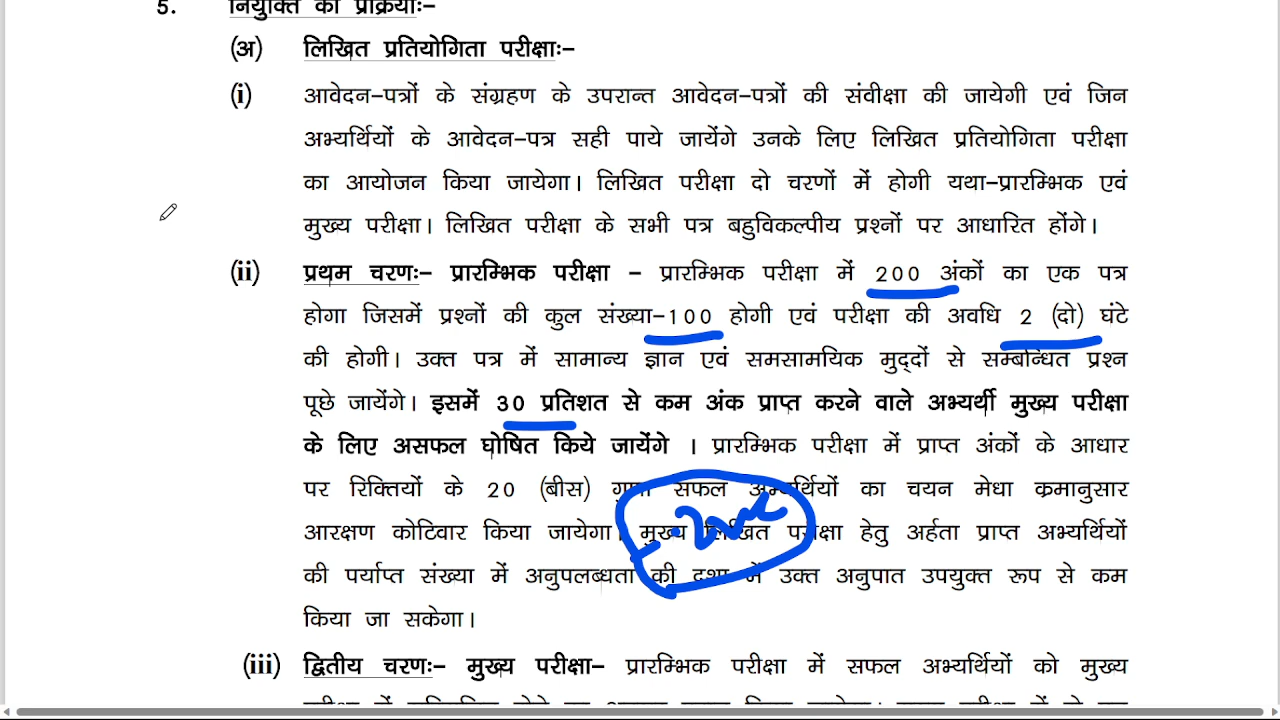 5. नियुक्ति की प्रक्रियाः-
(अ) लिखित प्रतियोगिता परीक्षाः-
(i) आवेदन-पत्रों के संग्रहण के उपरान्त आवेदन-पत्रों की संवीक्षा की जायेगी एवं जिन
अभ्यर्थियों के आवेदन-पत्र सही पाये जायेंगे उनके लिए लिखित प्रतियोगिता परीक्षा
का आयोजन किया जायेगा। लिखित परीक्षा दो चरणों में होगी यथा-प्रारम्भिक एवं
मुख्य परीक्षा। लिखित परीक्षा के सभी पत्र बहुविकल्पीय प्रश्नों पर आधारित होंगे।
(ii) प्रथम चरणः- प्रारम्भिक परीक्षा - प्रारम्भिक परीक्षा में 200 अंकों का एक पत्र
होगा जिसमें प्रश्नों की कुल संख्या-100 होगी एवं परीक्षा की अवधि 2 (दो) घंटे
की होगी। उक्त पत्र में सामान्य ज्ञान एवं समसामयिक मुद्दों से सम्बन्धित प्रश्न
पूछे जायेंगे। इसमें 30 प्रतिशत से कम अंक प्राप्त करने वाले अभ्यर्थी मुख्य परीक्षा
के लिए असफल घोषित किये जायेंगे । प्रारम्भिक परीक्षा में प्राप्त अंकों के आधार
पर रिक्तियों के 20 (बीस) गुणा सफल अभ्यर्थियों का चयन मेधा क्रमानुसार
आरक्षण कोटिवार किया जायेगा। मुख्य लिखित परीक्षा हेतु अर्हता प्राप्त अभ्यर्थियों
की पर्याप्त संख्या में अनुपलब्धता की दशा में उक्त अनुपात उपयुक्त रूप से कम
किया जा सकेगा।
(iii) द्वितीय चरणः- मुख्य परीक्षा- प्रारम्भिक परीक्षा में सफल अभ्यर्थियों को मुख्य